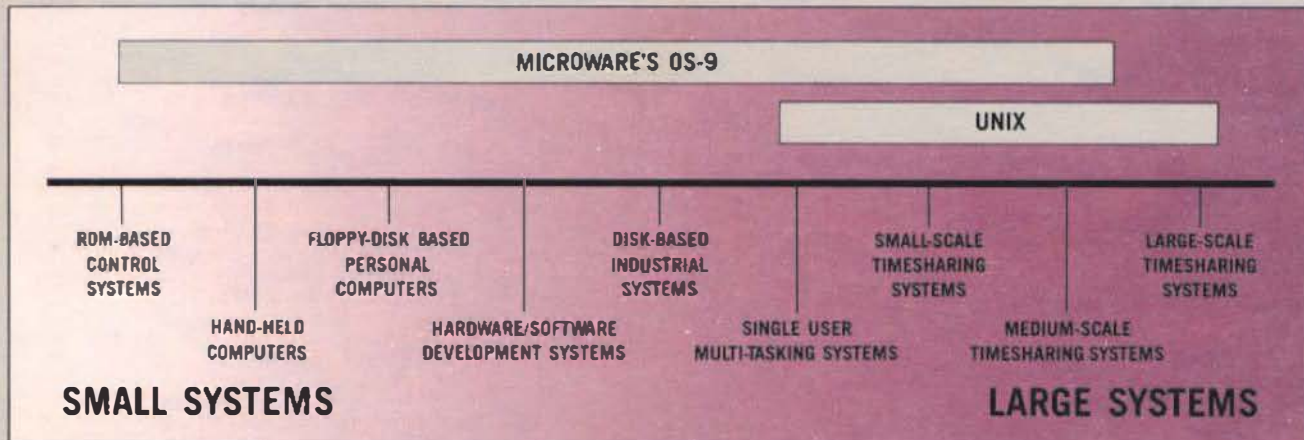 MICROWARE'S OS-9
UNIX
ROM-BASED
CONTROL
SYSTEMS
HAND-HELD
COMPUTERS
FLOPPY-DISK BASED
PERSONAL
COMPUTERS
HARDWARE/SOFTWARE
DEVELOPMENT SYSTEMS
DISK-BASED
INDUSTRIAL
SYSTEMS
SINGLE USER
MULTI-TASKING SYSTEMS
SMALL-SCALE
TIMESHARING
SYSTEMS
MEDIUM-SCALE
TIMESHARING SYSTEMS
LARGE-SCALE
TIMESHARING
SYSTEMS
SMALL SYSTEMS
LARGE SYSTEMS